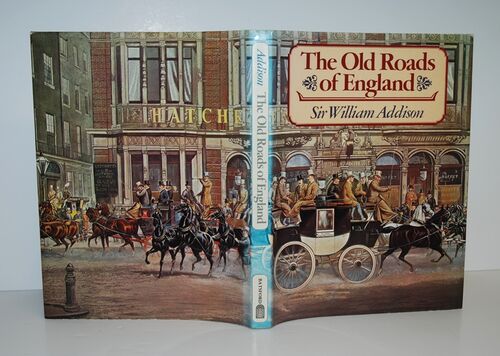 HATCHE
Addison The Old Roads of England
BATSFORD
The Old Roads
of England
Sir William Addison